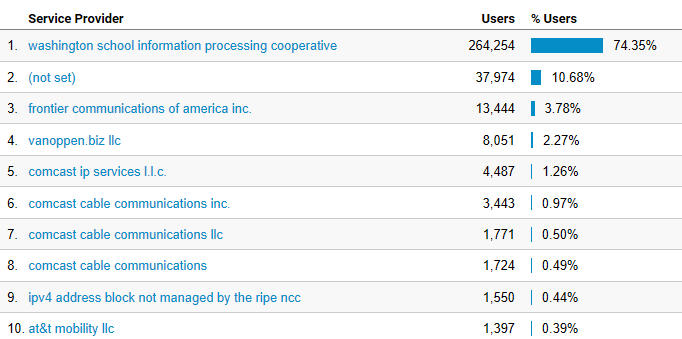 Service Provider Users % Users
1. washington school information processing cooperative 264,254 74.35%
2. (not set) 37,974 10.68%
3. frontier communications of america inc. 13,444 3.78%
4. vanoppen.biz llc 8,051 2.27%
5. comcast ip services l.l.c. 4,487 1.26%
6. comcast cable communications inc. 3,443 0.97%
7. comcast cable communications llc 1,771 0.50%
8. comcast cable communications 1,724 0.49%
9. ipv4 address block not managed by the ripe ncc 1,550 0.44%
10. at&t mobility llc 1,397 0.39%